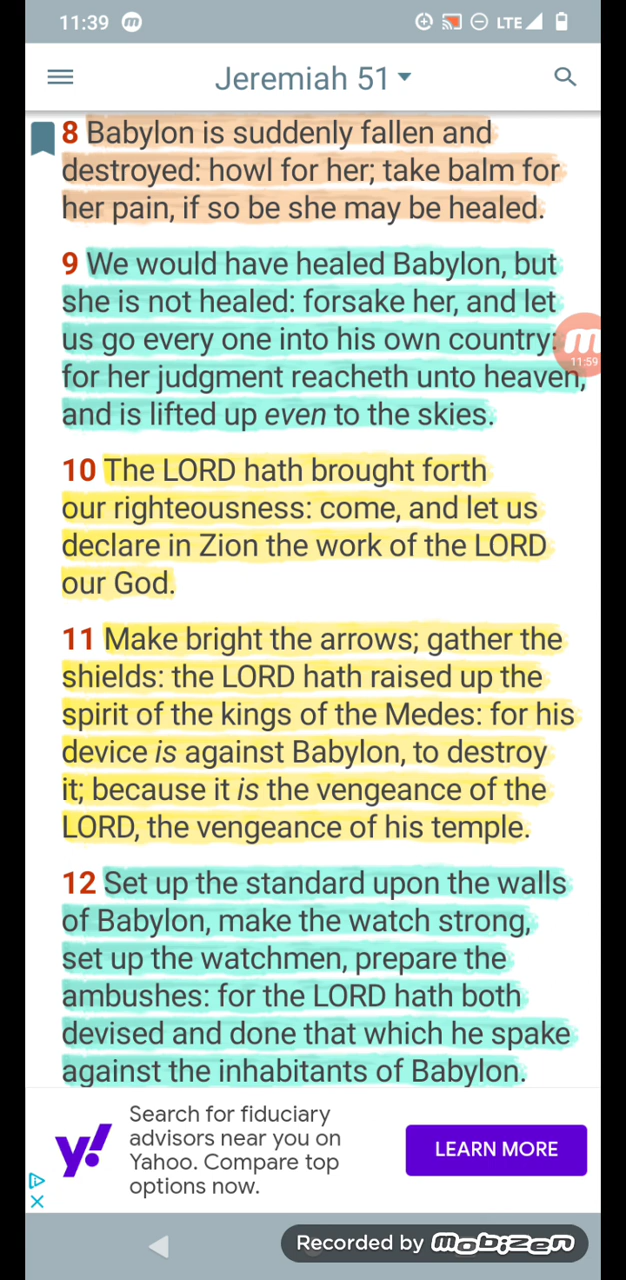 11:39 m LTE
Jeremiah 51
8 Babylon is suddenly fallen and
destroyed: howl for her; take balm for
her pain, if so be she may be healed.
9 We would have healed Babylon, but
she is not healed: forsake her, and let
us go every one into his own country:
for her judgment reacheth unto heaven,
and is lifted up even to the skies.
m
11:59
10 The LORD hath brought forth
our righteousness: come, and let us
declare in Zion the work of the LORD
our God.
11 Make bright the arrows; gather the
shields: the LORD hath raised up the
spirit of the kings of the Medes: for his
device is against Babylon, to destroy
it; because it is the vengeance of the
LORD, the vengeance of his temple.
12 Set up the standard upon the walls
of Babylon, make the watch strong,
set up the watchmen, prepare the
ambushes: for the LORD hath both
devised and done that which he spake
against the inhabitants of Babylon.
y!
Search for fiduciary
advisors near you on
Yahoo. Compare top
options now.
LEARN MORE
Recorded by mobizen